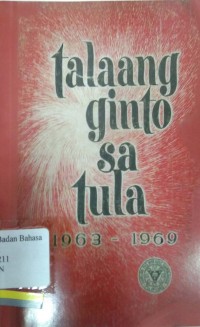 talaang
ginto
sa
tula
1963 - 1969
Badan Bahasa
211
N